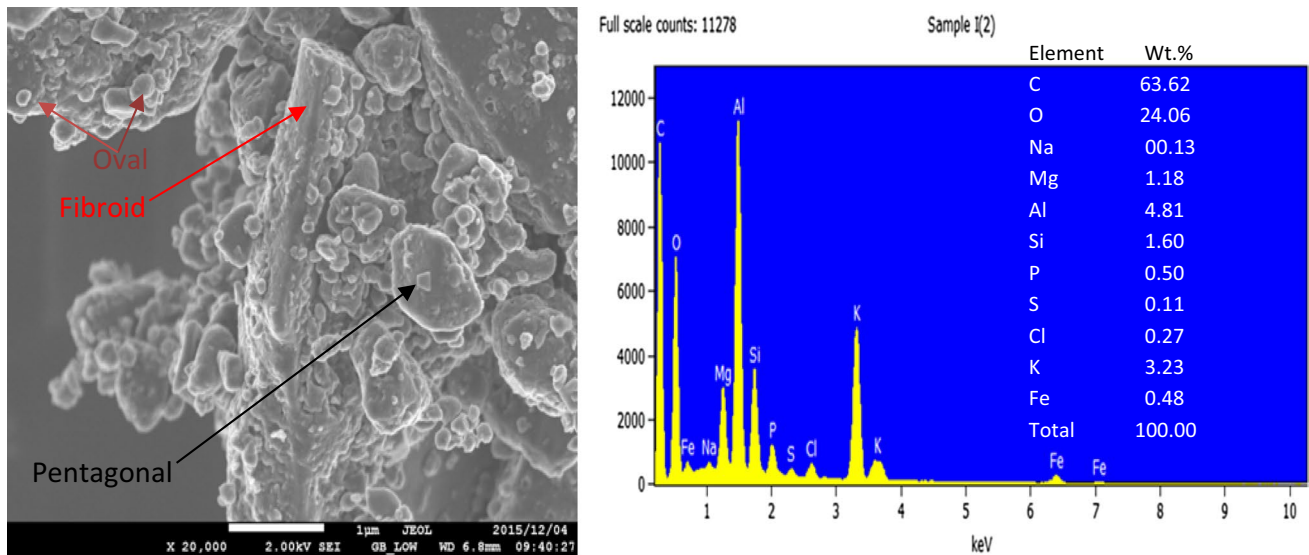 Oval
Fibroid
Pentagonal
1µm JEOL 2015/12/04
X 20,000 2.00kV SEI GB_LOW WD 6.8mm 09:40:27
Full scale counts: 11278 Sample I(2)
Element Wt.%
C 63.62
O 24.06
Na 00.13
Mg 1.18
Al 4.81
Si 1.60
P 0.50
S 0.11
Cl 0.27
K 3.23
Fe 0.48
Total 100.00
12000
10000
8000
6000
4000
2000
0
C
O
Fe
Na
Mg
Al
Si
P
S
Cl
K
K
Fe
Fe
1 2 3 4 5 6 7 8 9 10
keV